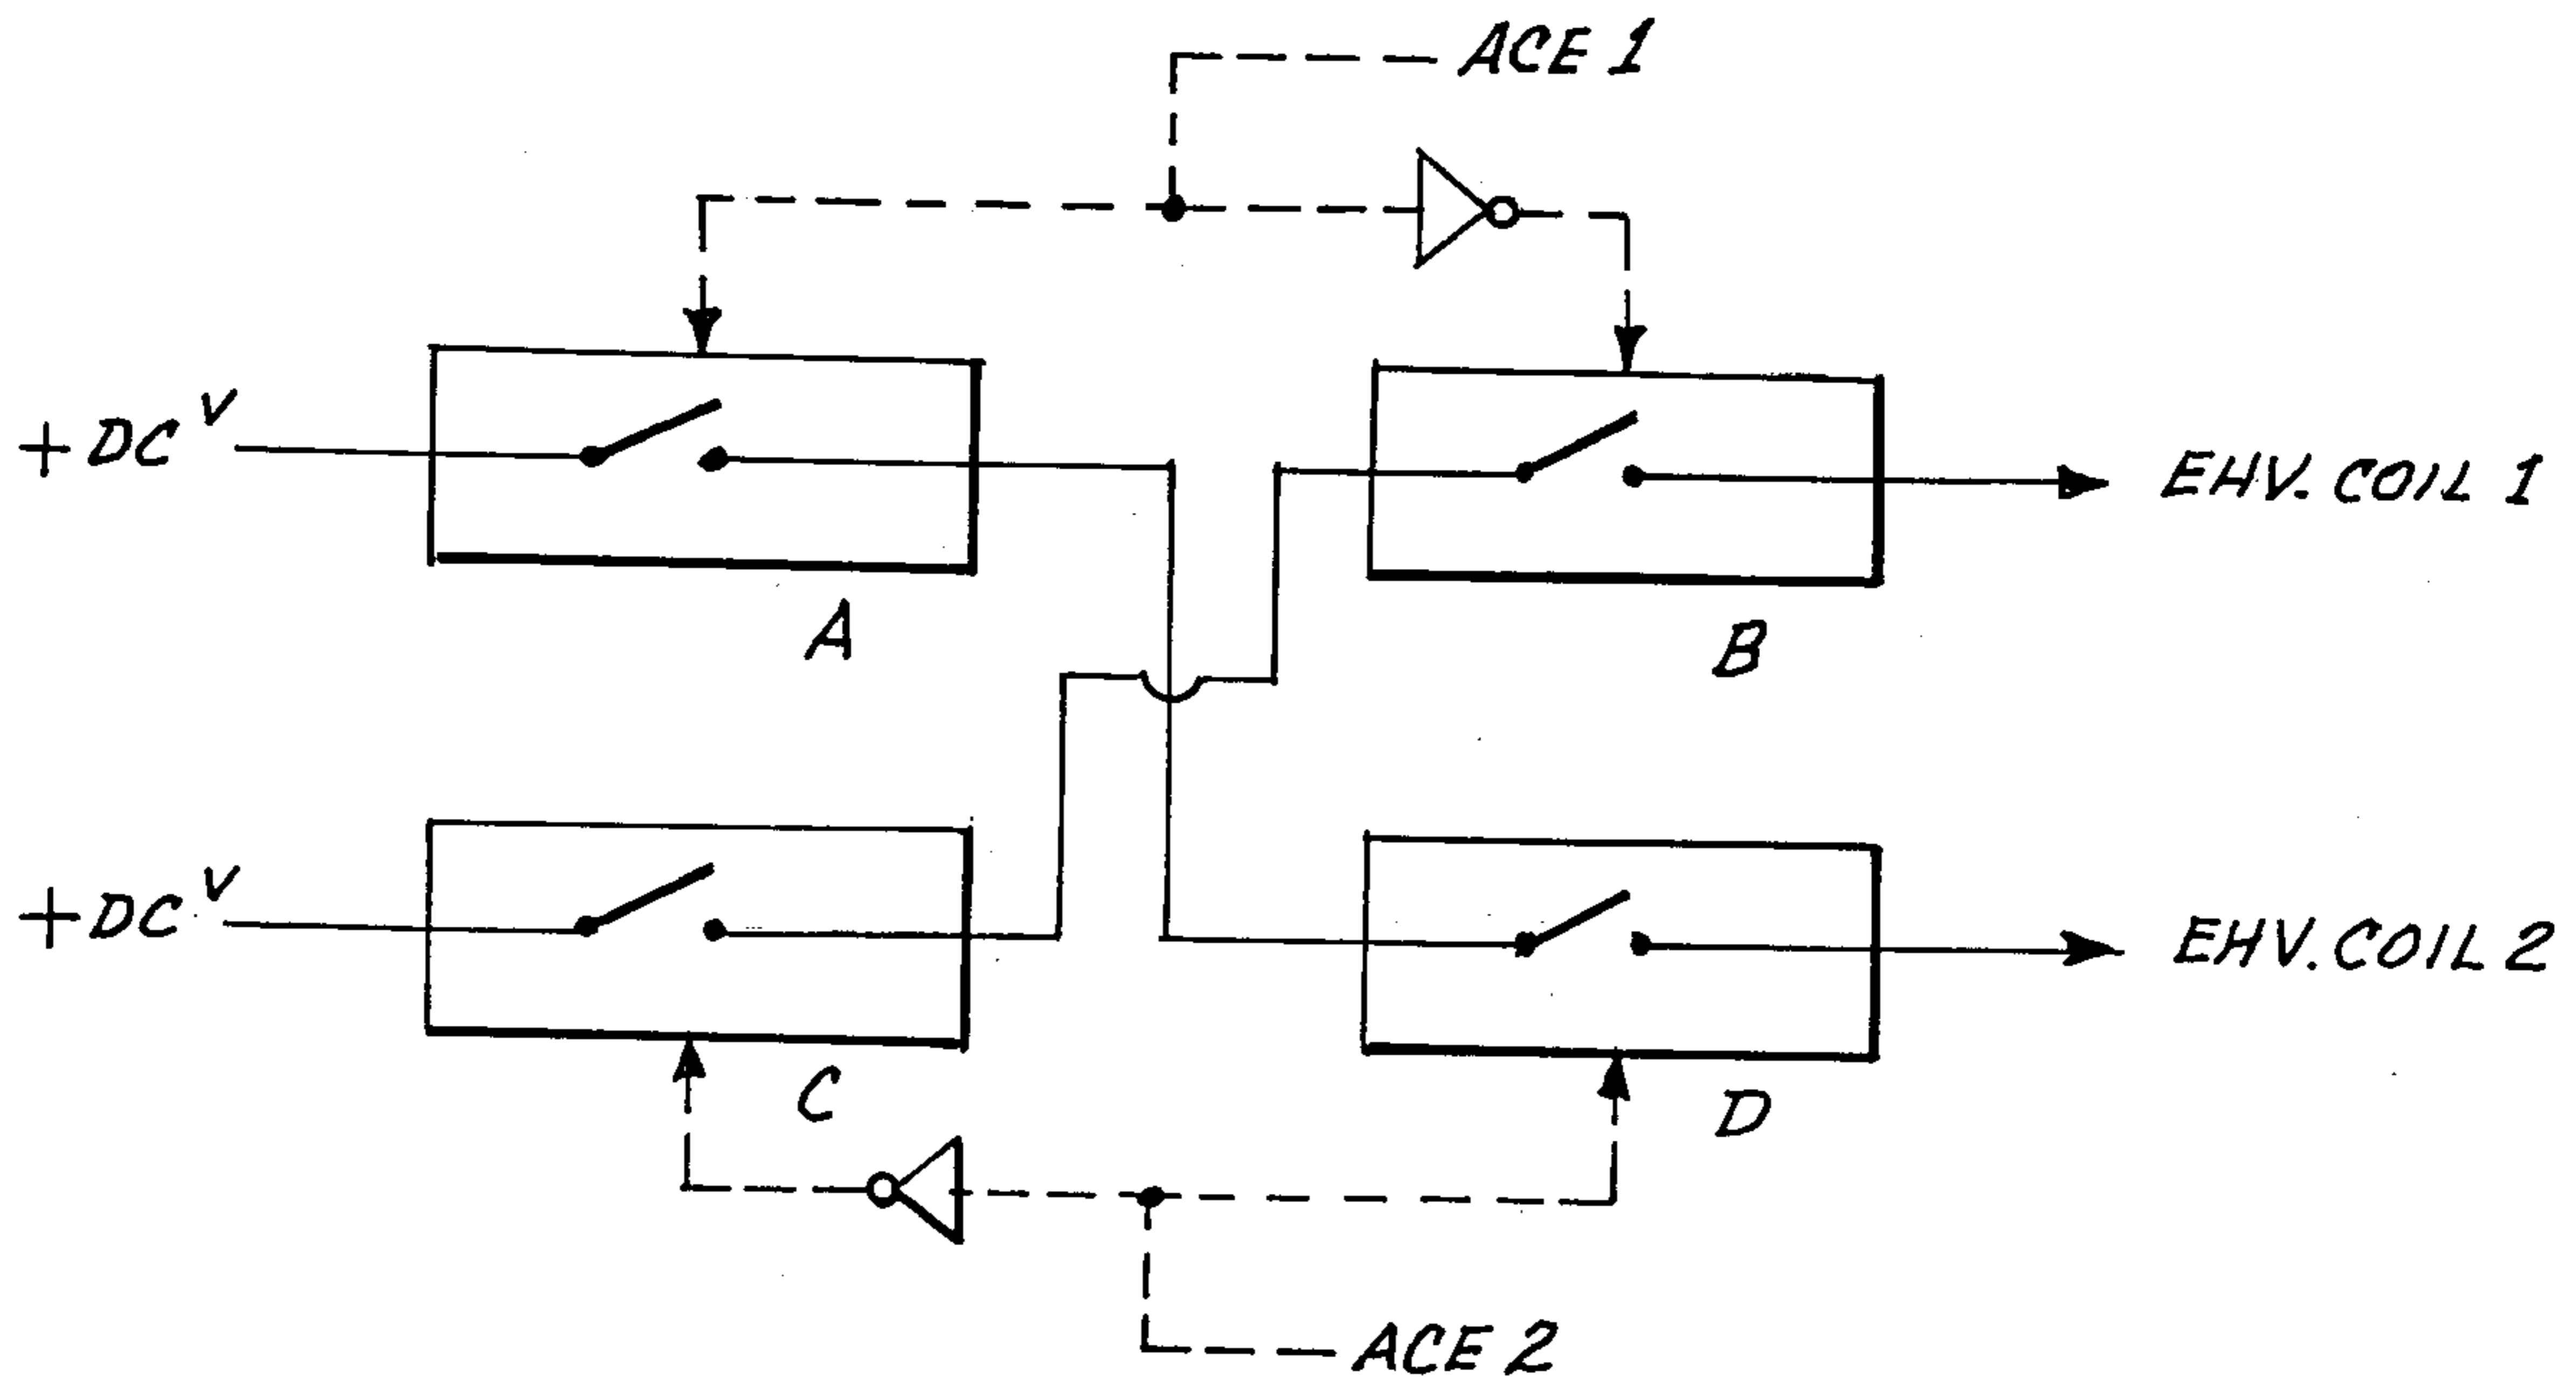 ACE 1
+DC V
EHV. COIL 1
A
B
+DC V
EHV. COIL 2
C
D
ACE 2